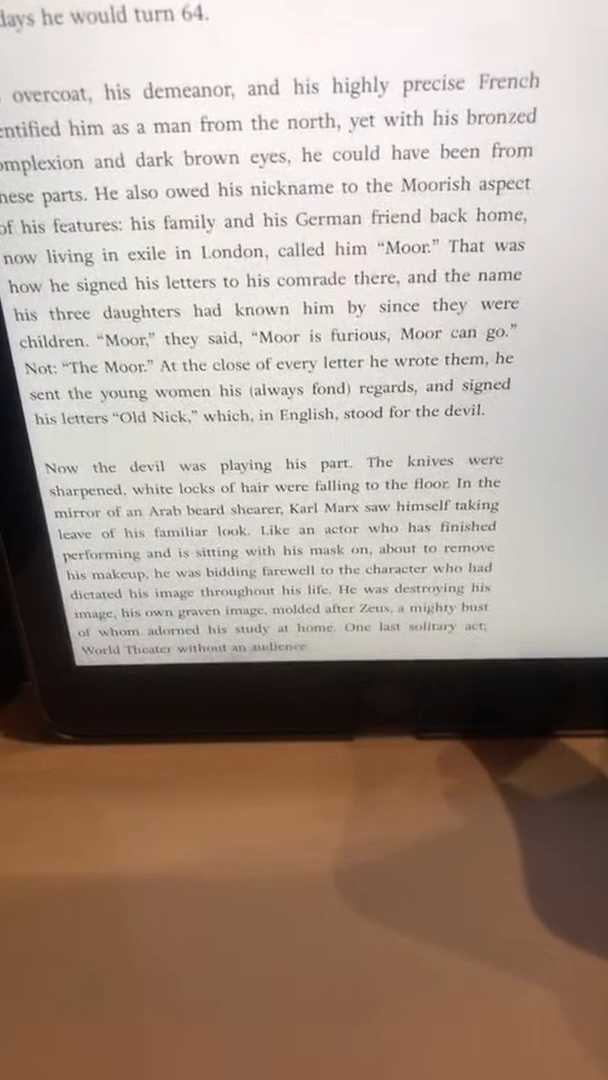 days he would turn 64.
overcoat, his demeanor, and his highly precise French
entified him as a man from the north, yet with his bronzed
omplexion and dark brown eyes, he could have been from
hese parts. He also owed his nickname to the Moorish aspect
of his features: his family and his German friend back home,
now living in exile in London, called him “Moor.” That was
how he signed his letters to his comrade there, and the name
his three daughters had known him by since they were
children. “Moor,” they said, “Moor is furious, Moor can go.”
Not: “The Moor.” At the close of every letter he wrote them, he
sent the young women his (always fond) regards, and signed
his letters “Old Nick,” which, in English, stood for the devil.
Now the devil was playing his part. The knives were
sharpened, white locks of hair were falling to the floor. In the
mirror of an Arab beard shearer, Karl Marx saw himself taking
leave of his familiar look. Like an actor who has finished
performing and is sitting with his mask on, about to remove
his makeup, he was bidding farewell to the character who had
dictated his image throughout his life. He was destroying his
image, his own graven image, molded after Zeus, a mighty bust
of whom adorned his study at home. One last solitary act;
World Theater without an audience